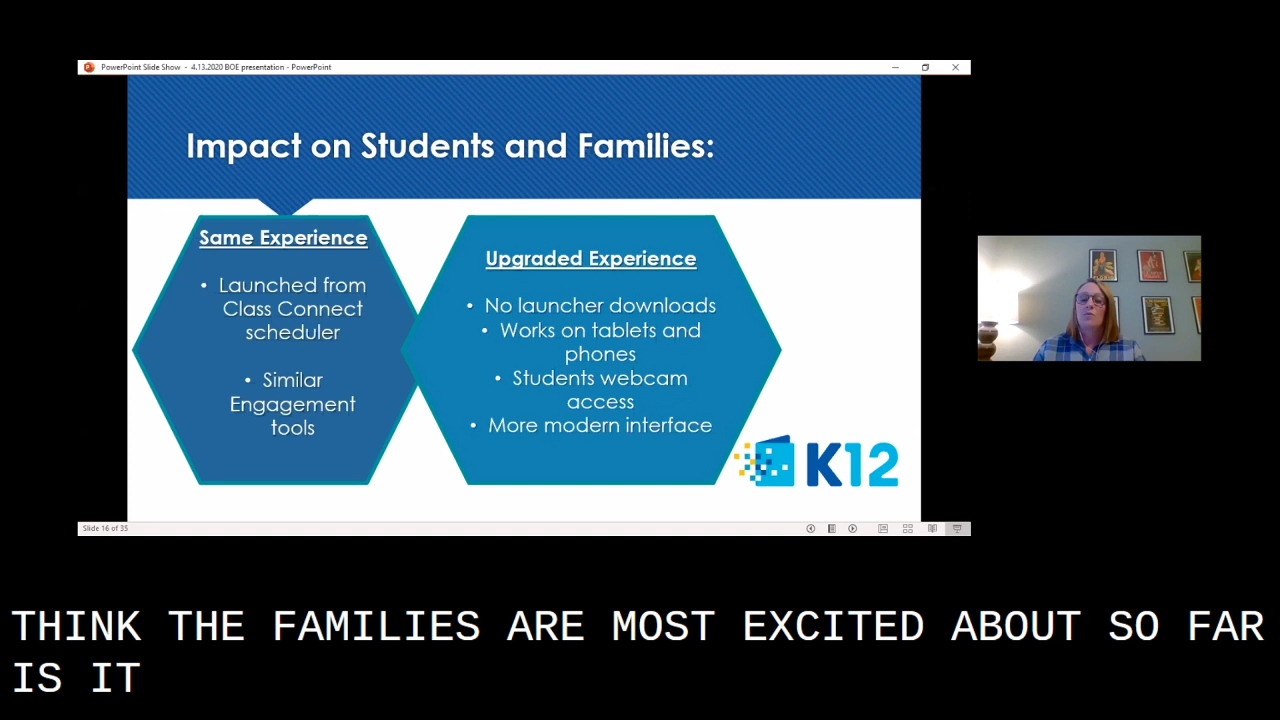 PowerPoint Slide Show - 4.13.2020 BOE presentation - PowerPoint
Impact on Students and Families:
Same Experience
• Launched from
Class Connect
scheduler
• Similar
Engagement
tools
Upgraded Experience
• No launcher downloads
• Works on tablets and
phones
• Students webcam
access
• More modern interface
K12
Slide 16 of 35
THINK THE FAMILIES ARE MOST EXCITED ABOUT SO FAR
IS IT